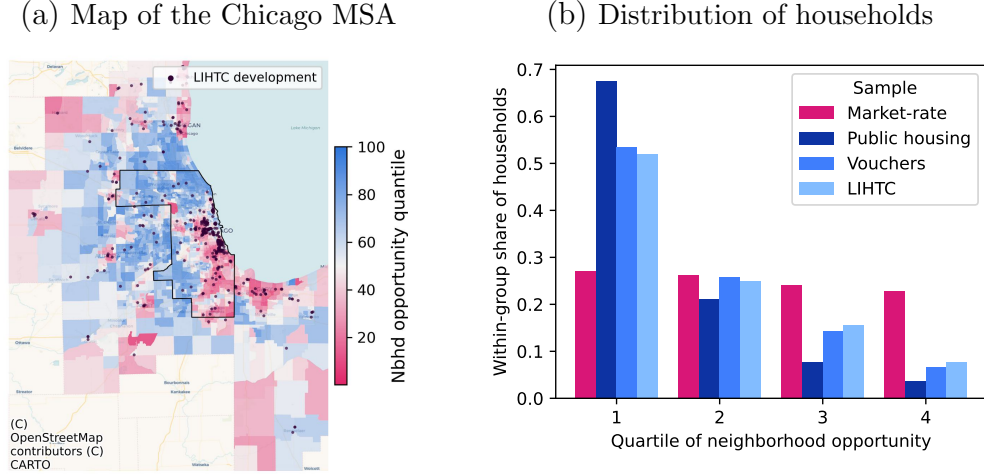 (a) Map of the Chicago MSA
LIHTC development
Lake Michigan
(C)
OpenStreetMap
contributors (C)
CARTO
100
80
60
40
20
Nbhd opportunity quantile
(b) Distribution of households
Within-group share of households
0.7
0.6
0.5
0.4
0.3
0.2
0.1
0.0
Sample
Market-rate
Public housing
Vouchers
LIHTC
1 2 3 4
Quartile of neighborhood opportunity